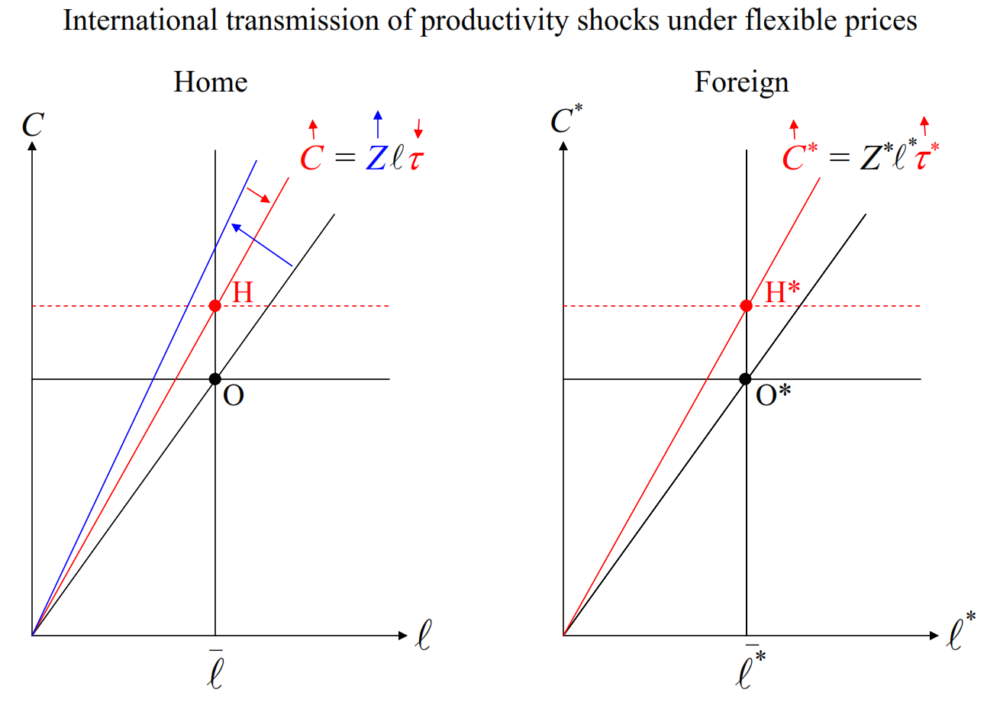 International transmission of productivity shocks under flexible prices
Home
Foreign
C
C = Zℓτ
H
O
ℓ
ℓ̄
C*
C* = Z*ℓ*τ*
H*
O*
ℓ*
ℓ̄*